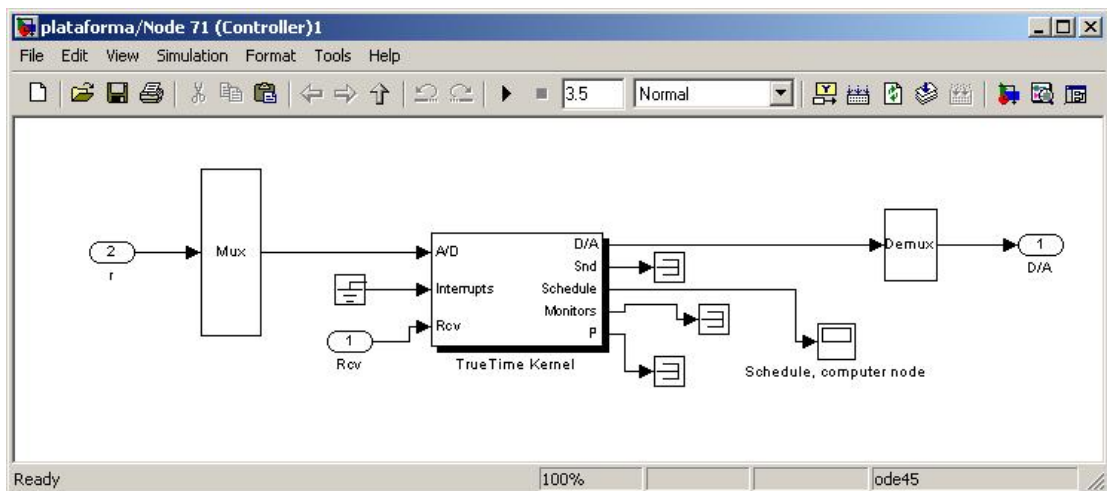 plataforma/Node 71 (Controller)1
File Edit View Simulation Format Tools Help
3.5 Normal
2
r
Mux
A/D
Interrupts
Rcv
D/A
Snd
Schedule
Monitors
P
TrueTime Kernel
1
Rcv
Demux
1
D/A
Schedule, computer node
Ready 100% ode45